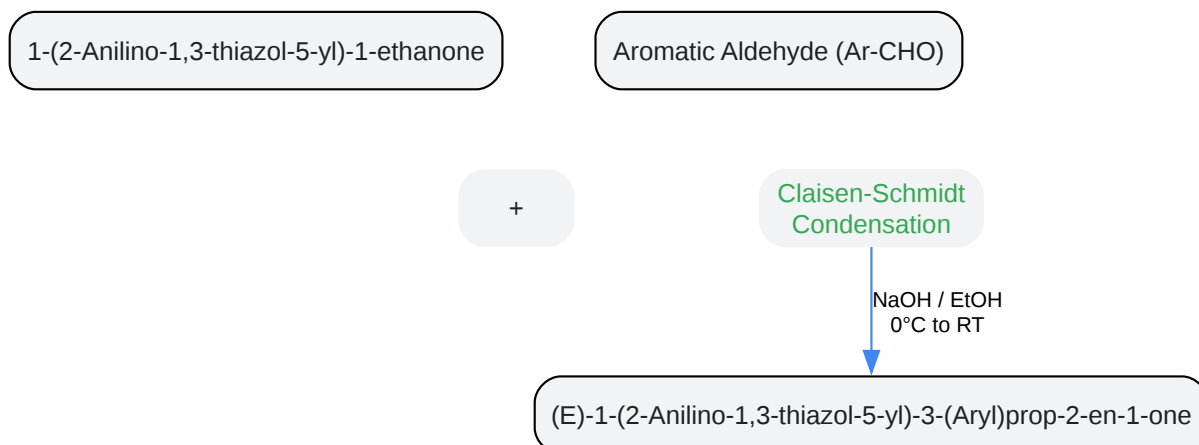 1-(2-Anilino-1,3-thiazol-5-yl)-1-ethanone
Aromatic Aldehyde (Ar-CHO)
+
Claisen-Schmidt
Condensation
NaOH / EtOH
0°C to RT
(E)-1-(2-Anilino-1,3-thiazol-5-yl)-3-(Aryl)prop-2-en-1-one